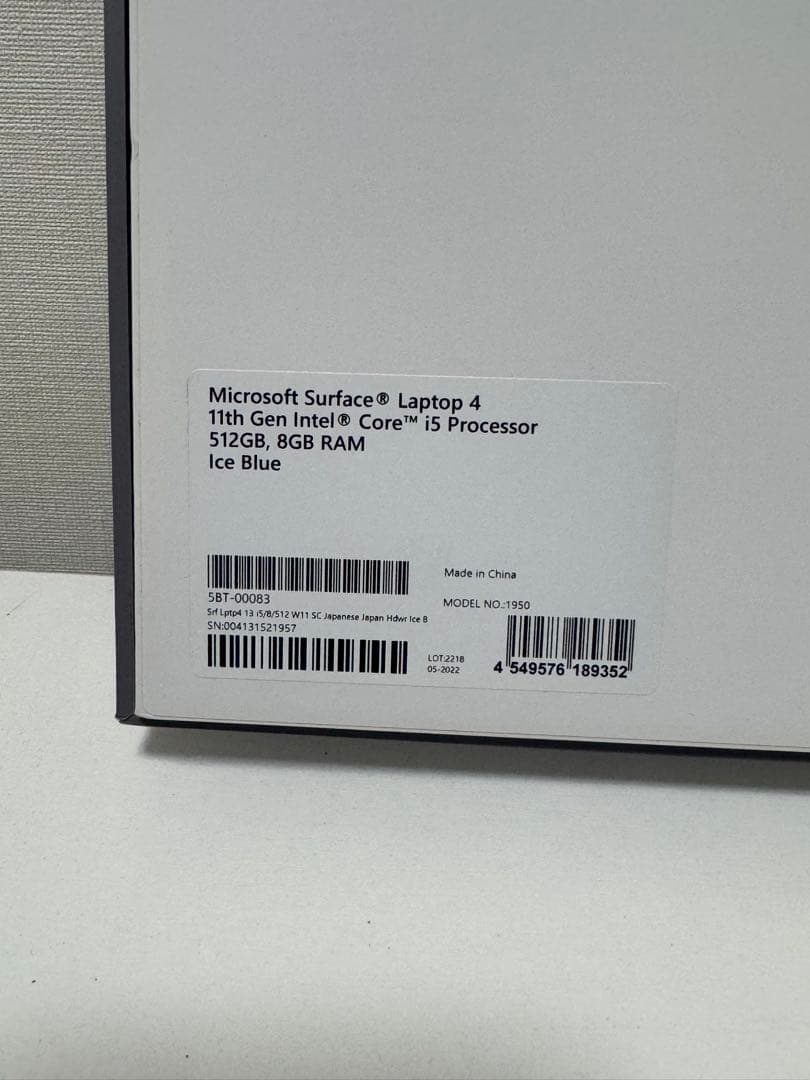 Microsoft Surface® Laptop 4
11th Gen Intel® Core™ i5 Processor
512GB, 8GB RAM
Ice Blue
5BT-00083
Srf Lptp4 13 i5/8/512 W11 SC Japanese Japan Hdwr Ice B
SN:004131521957
Made in China
MODEL NO.:1950
LOT:2218
05-2022
4 549576 189352